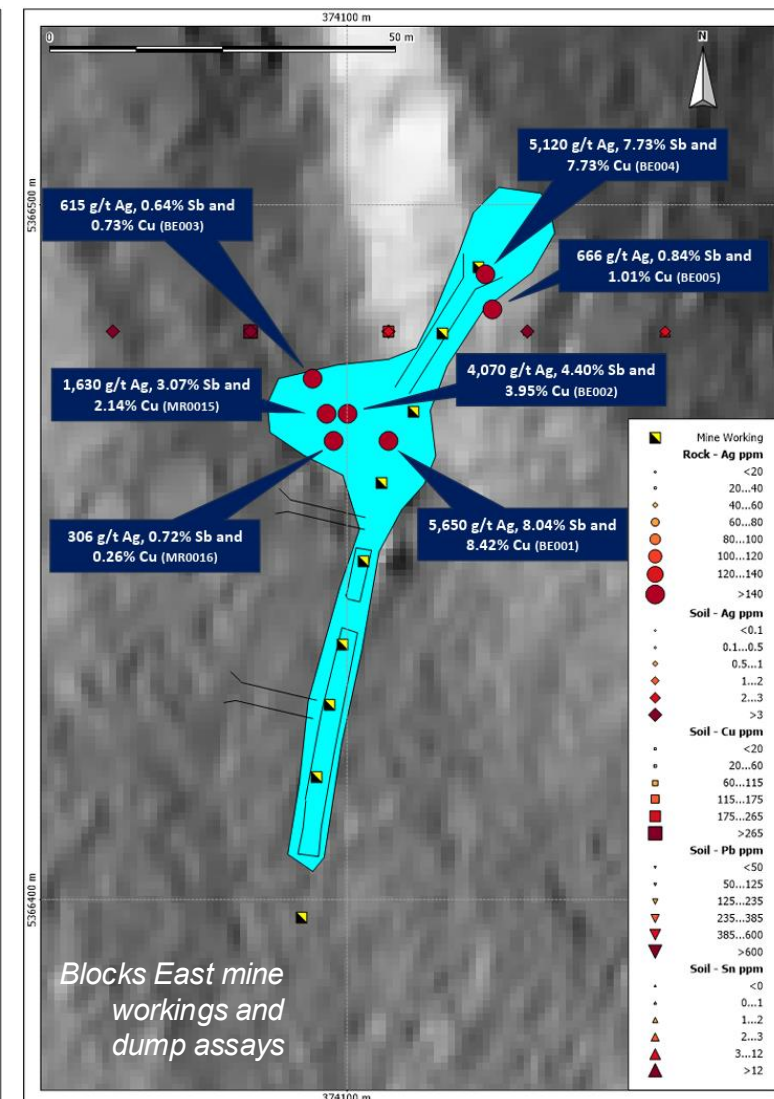 374100 m
0
50 m
N
5366500 m
5,120 g/t Ag, 7.73% Sb and
7.73% Cu (BE004)
615 g/t Ag, 0.64% Sb and
0.73% Cu (BE003)
666 g/t Ag, 0.84% Sb and
1.01% Cu (BE005)
1,630 g/t Ag, 3.07% Sb and
2.14% Cu (MR0015)
4,070 g/t Ag, 4.40% Sb and
3.95% Cu (BE002)
306 g/t Ag, 0.72% Sb and
0.26% Cu (MR0016)
5,650 g/t Ag, 8.04% Sb and
8.42% Cu (BE001)
Mine Working
Rock - Ag ppm
<20
20...40
40...60
60...80
80...100
100...120
120...140
>140
Soil - Ag ppm
<0.1
0.1...0.5
0.5...1
1...2
2...3
>3
Soil - Cu ppm
<20
20...60
60...115
115...175
175...265
>265
Soil - Pb ppm
<50
50...125
125...235
235...385
385...600
>600
Soil - Sn ppm
<0
0...1
1...2
2...3
3...12
>12
5366400 m
Blocks East mine
workings and
dump assays
374100 m